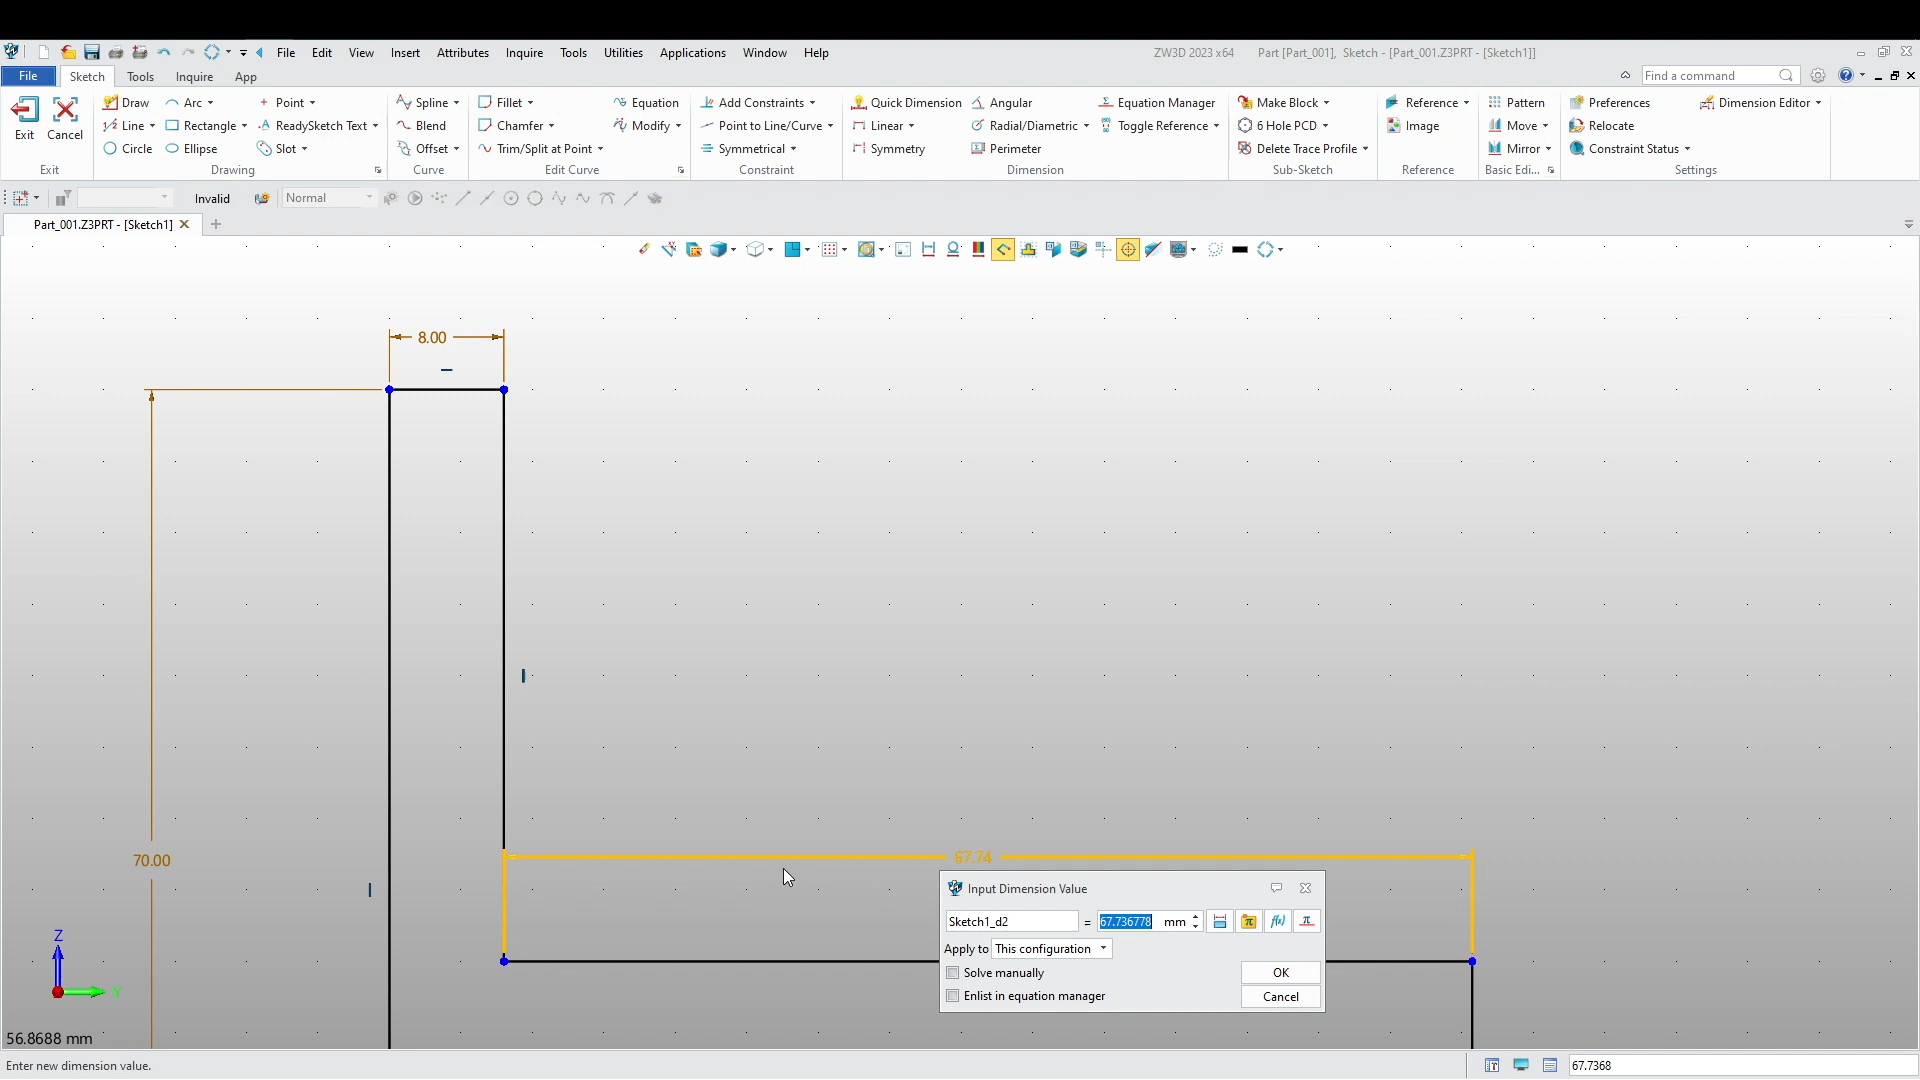 File Edit View Insert Attributes Inquire Tools Utilities Applications Window Help ZW3D 2023 x64 Part [Part_001], Sketch - [Part_001.Z3PRT - [Sketch1]]
File Sketch Tools Inquire App Find a command
Draw Arc Point Spline Fillet Equation Add Constraints Quick Dimension Angular Equation Manager Make Block Reference Pattern Preferences Dimension Editor
Line Rectangle ReadySketch Text Blend Chamfer Modify Point to Line/Curve Linear Radial/Diametric Toggle Reference 6 Hole PCD Image Move Relocate
Exit Cancel Circle Ellipse Slot Offset Trim/Split at Point Symmetrical Symmetry Perimeter Delete Trace Profile Mirror Constraint Status
Exit Drawing Curve Edit Curve Constraint Dimension Sub-Sketch Reference Basic Edi... Settings
Invalid Normal
Part_001.Z3PRT - [Sketch1]
8.00
70.00
67.74
Input Dimension Value
Sketch1_d2 = 67.736778 mm
Apply to This configuration
Solve manually OK
Enlist in equation manager Cancel
Z
Y
56.8688 mm
Enter new dimension value. 67.7368